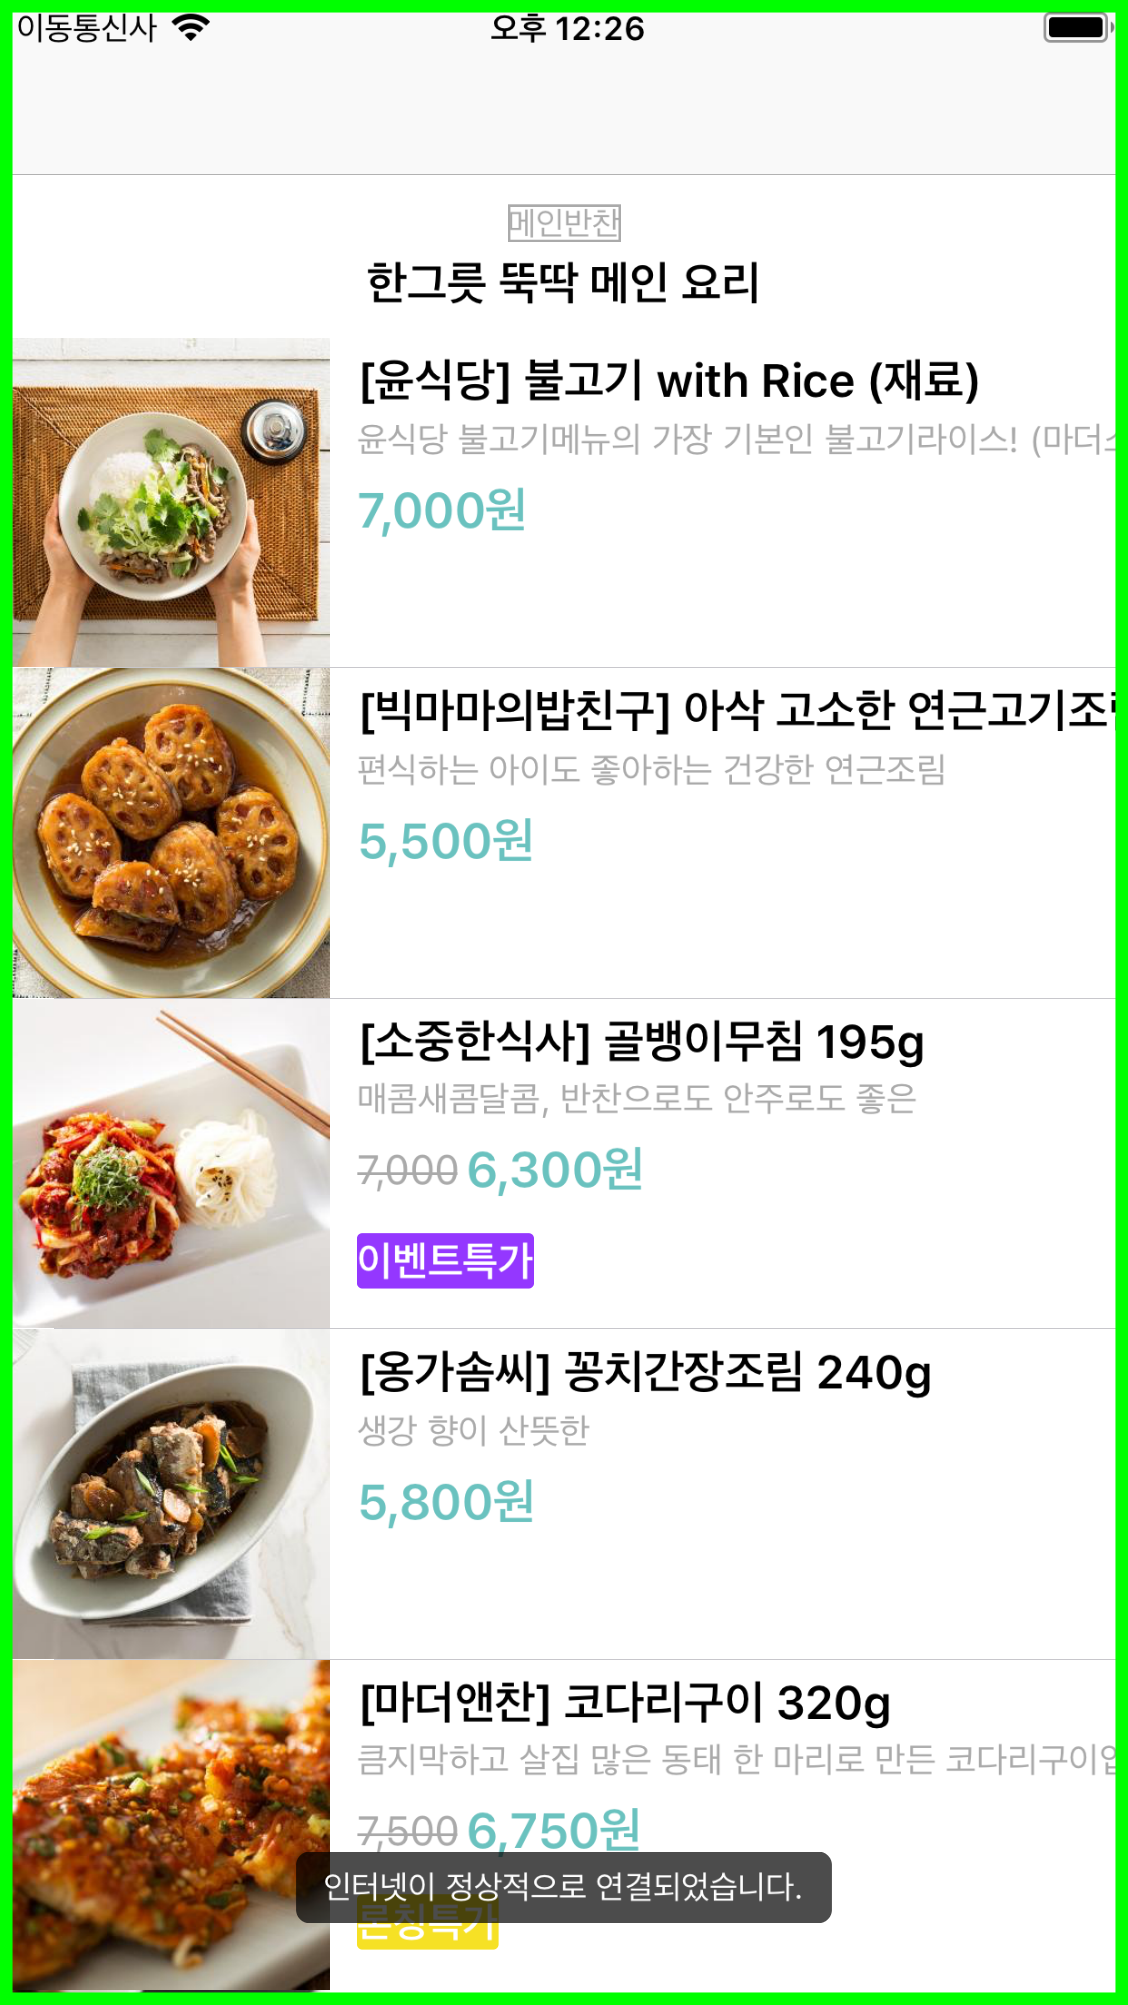 이동통신사
오후 12:26
메인반찬
한그릇 뚝딱 메인 요리
[윤식당] 불고기 with Rice (재료)
윤식당 불고기메뉴의 가장 기본인 불고기라이스! (마더
7,000원
[빅마마의밥친구] 아삭 고소한 연근고기조
편식하는 아이도 좋아하는 건강한 연근조림
5,500원
[소중한식사] 골뱅이무침 195g
매콤새콤달콤, 반찬으로도 안주로도 좋은
7,000 6,300원
이벤트특가
[옹가솜씨] 꽁치간장조림 240g
생강 향이 산뜻한
5,800원
[마더앤찬] 코다리구이 320g
큼지막하고 살집 많은 동태 한 마리로 만든 코다리구이입
7,500 6,750원
인터넷이 정상적으로 연결되었습니다.
론칭특가